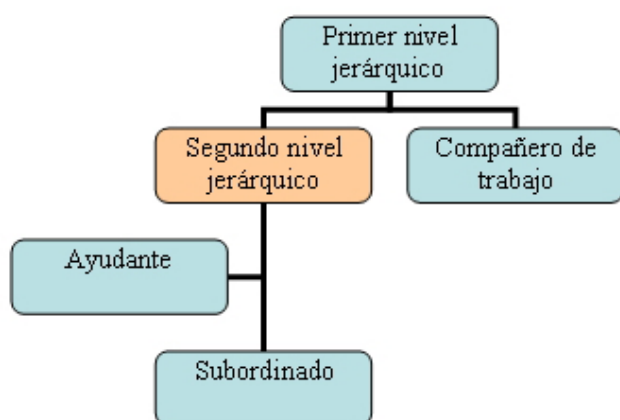 Primer nivel
jerárquico
Segundo nivel
jerárquico
Compañero de
trabajo
Ayudante
Subordinado